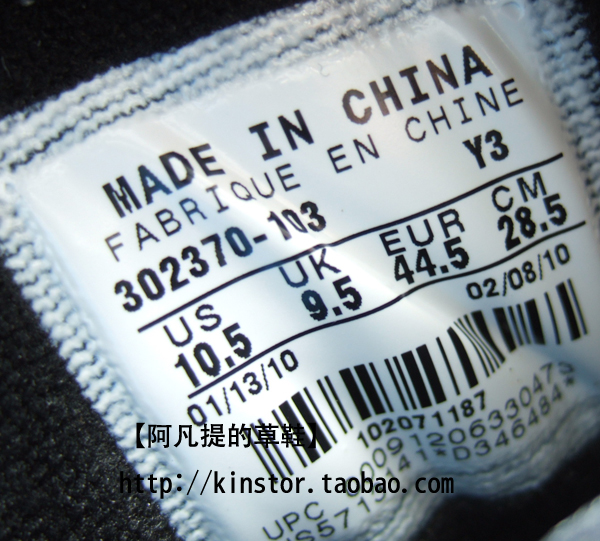 MADE IN CHINA
FABRIQUE EN CHINE
302370-103 Y3
US UK EUR CM
10.5 9.5 44.5 28.5
01/13/10 02/08/10
102071187
【阿凡提的草鞋】
http://kinstor.taobao.com
UPC